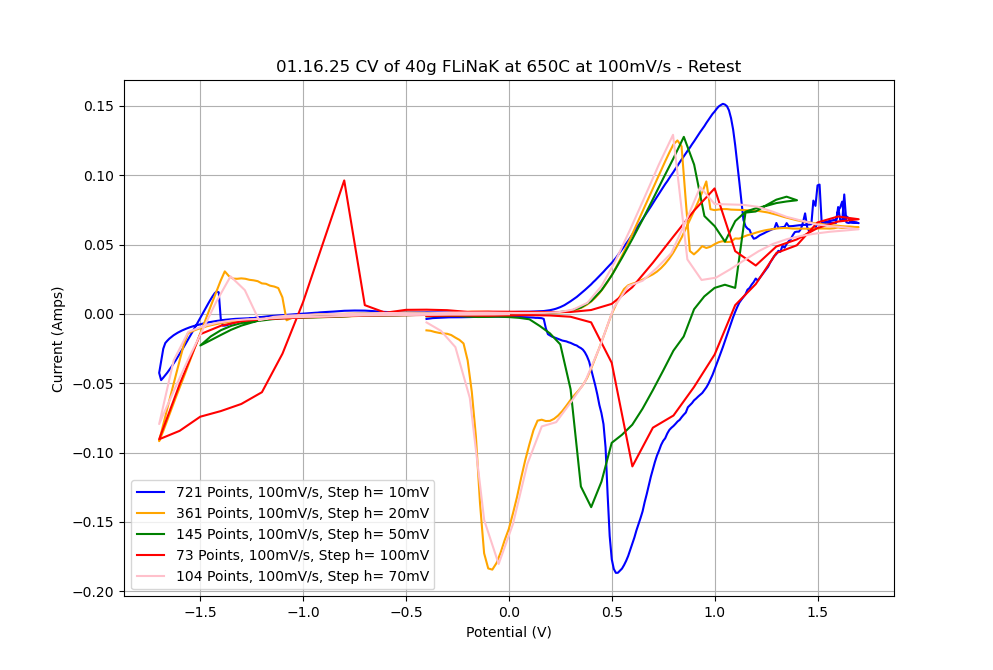 01.16.25 CV of 40g FLiNaK at 650C at 100mV/s - Retest
0.15
0.10
0.05
0.00
−0.05
−0.10
−0.15
−0.20
Current (Amps)
721 Points, 100mV/s, Step h= 10mV
361 Points, 100mV/s, Step h= 20mV
145 Points, 100mV/s, Step h= 50mV
73 Points, 100mV/s, Step h= 100mV
104 Points, 100mV/s, Step h= 70mV
−1.5 −1.0 −0.5 0.0 0.5 1.0 1.5
Potential (V)